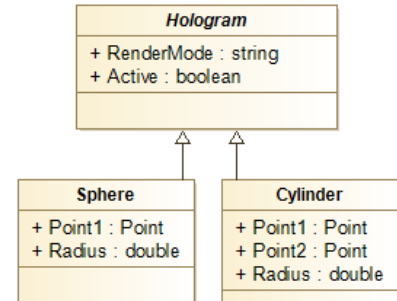 Hologram
+ RenderMode : string
+ Active : boolean
Sphere
+ Point1 : Point
+ Radius : double
Cylinder
+ Point1 : Point
+ Point2 : Point
+ Radius : double